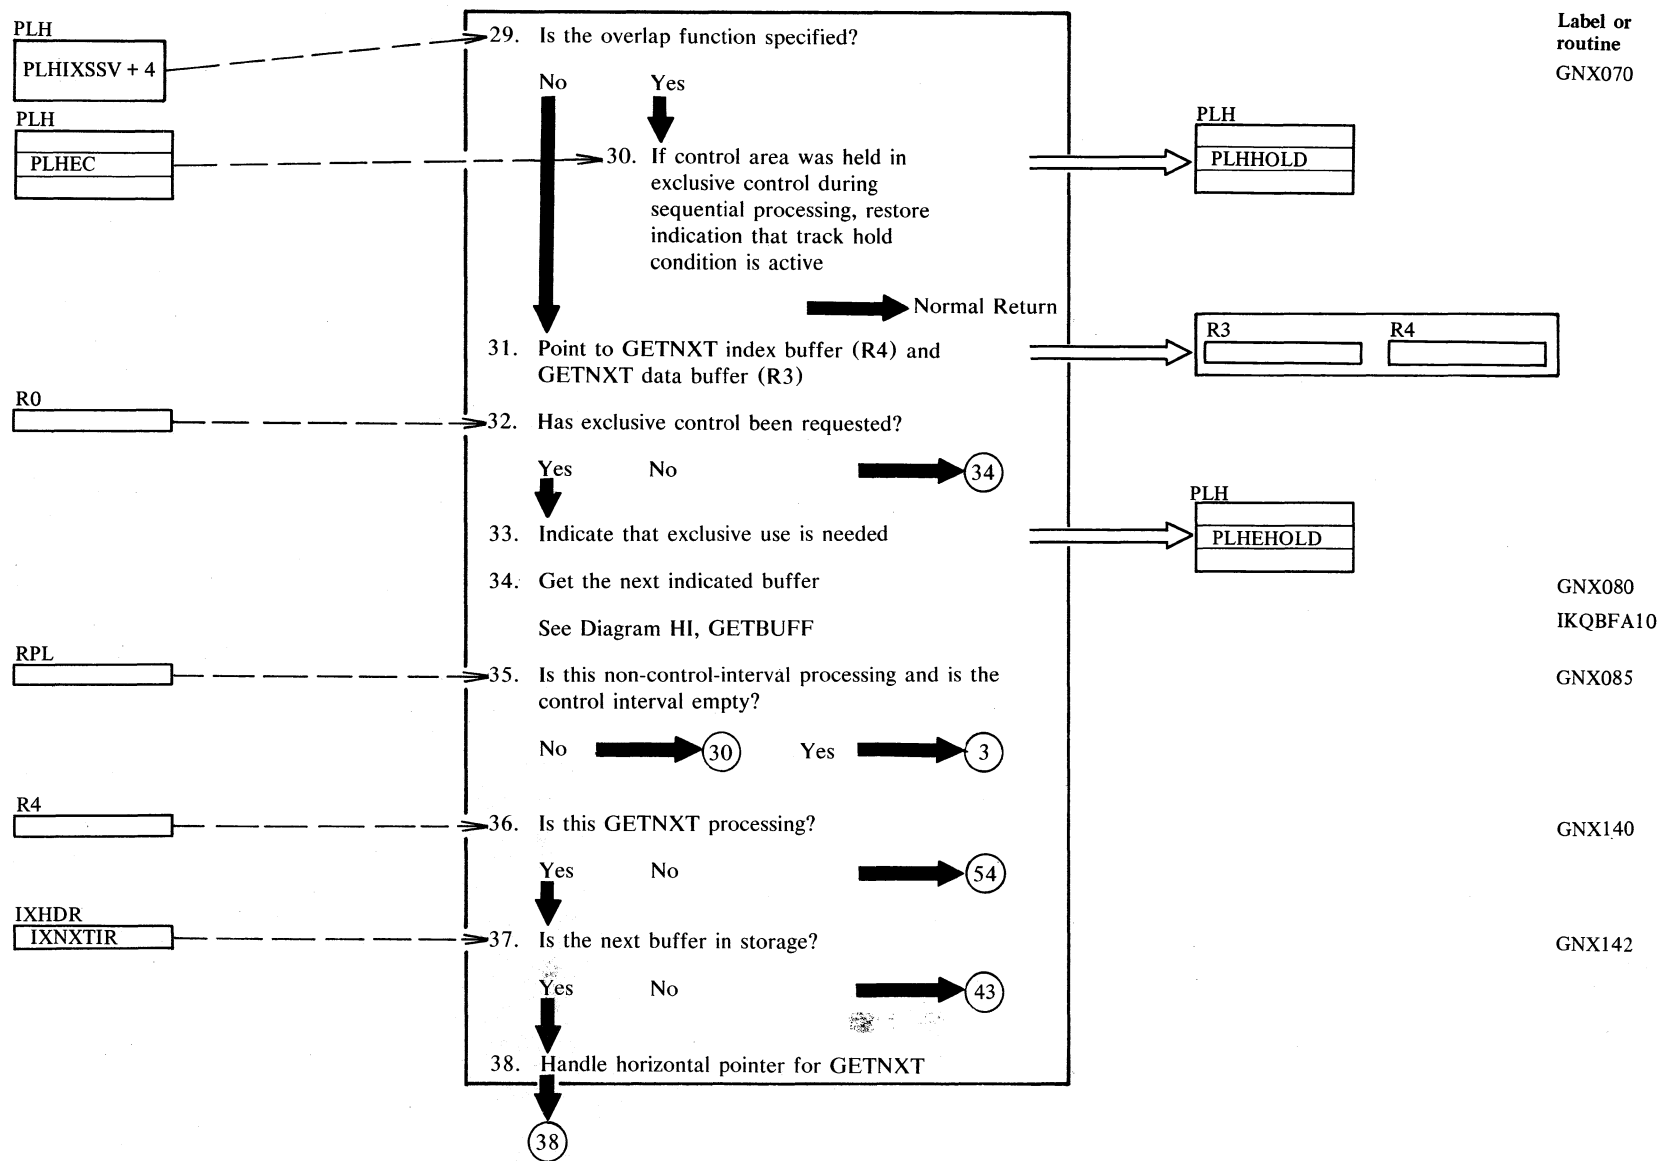 Label or
routine
PLH
PLHIXSSV + 4
29. Is the overlap function specified?
GNX070
No Yes
PLH
PLHEC
30. If control area was held in
exclusive control during
sequential processing, restore
indication that track hold
condition is active
PLH
PLHHOLD
Normal Return
31. Point to GETNXT index buffer (R4) and
GETNXT data buffer (R3)
R3 R4
R0
32. Has exclusive control been requested?
Yes No 34
33. Indicate that exclusive use is needed
PLH
PLHEHOLD
34. Get the next indicated buffer
GNX080
See Diagram HI, GETBUFF
IKQBFA10
RPL
35. Is this non-control-interval processing and is the
control interval empty?
GNX085
No 30 Yes 3
R4
36. Is this GETNXT processing?
GNX140
Yes No 54
IXHDR
IXNXTIR
37. Is the next buffer in storage?
GNX142
Yes No 43
38. Handle horizontal pointer for GETNXT
38